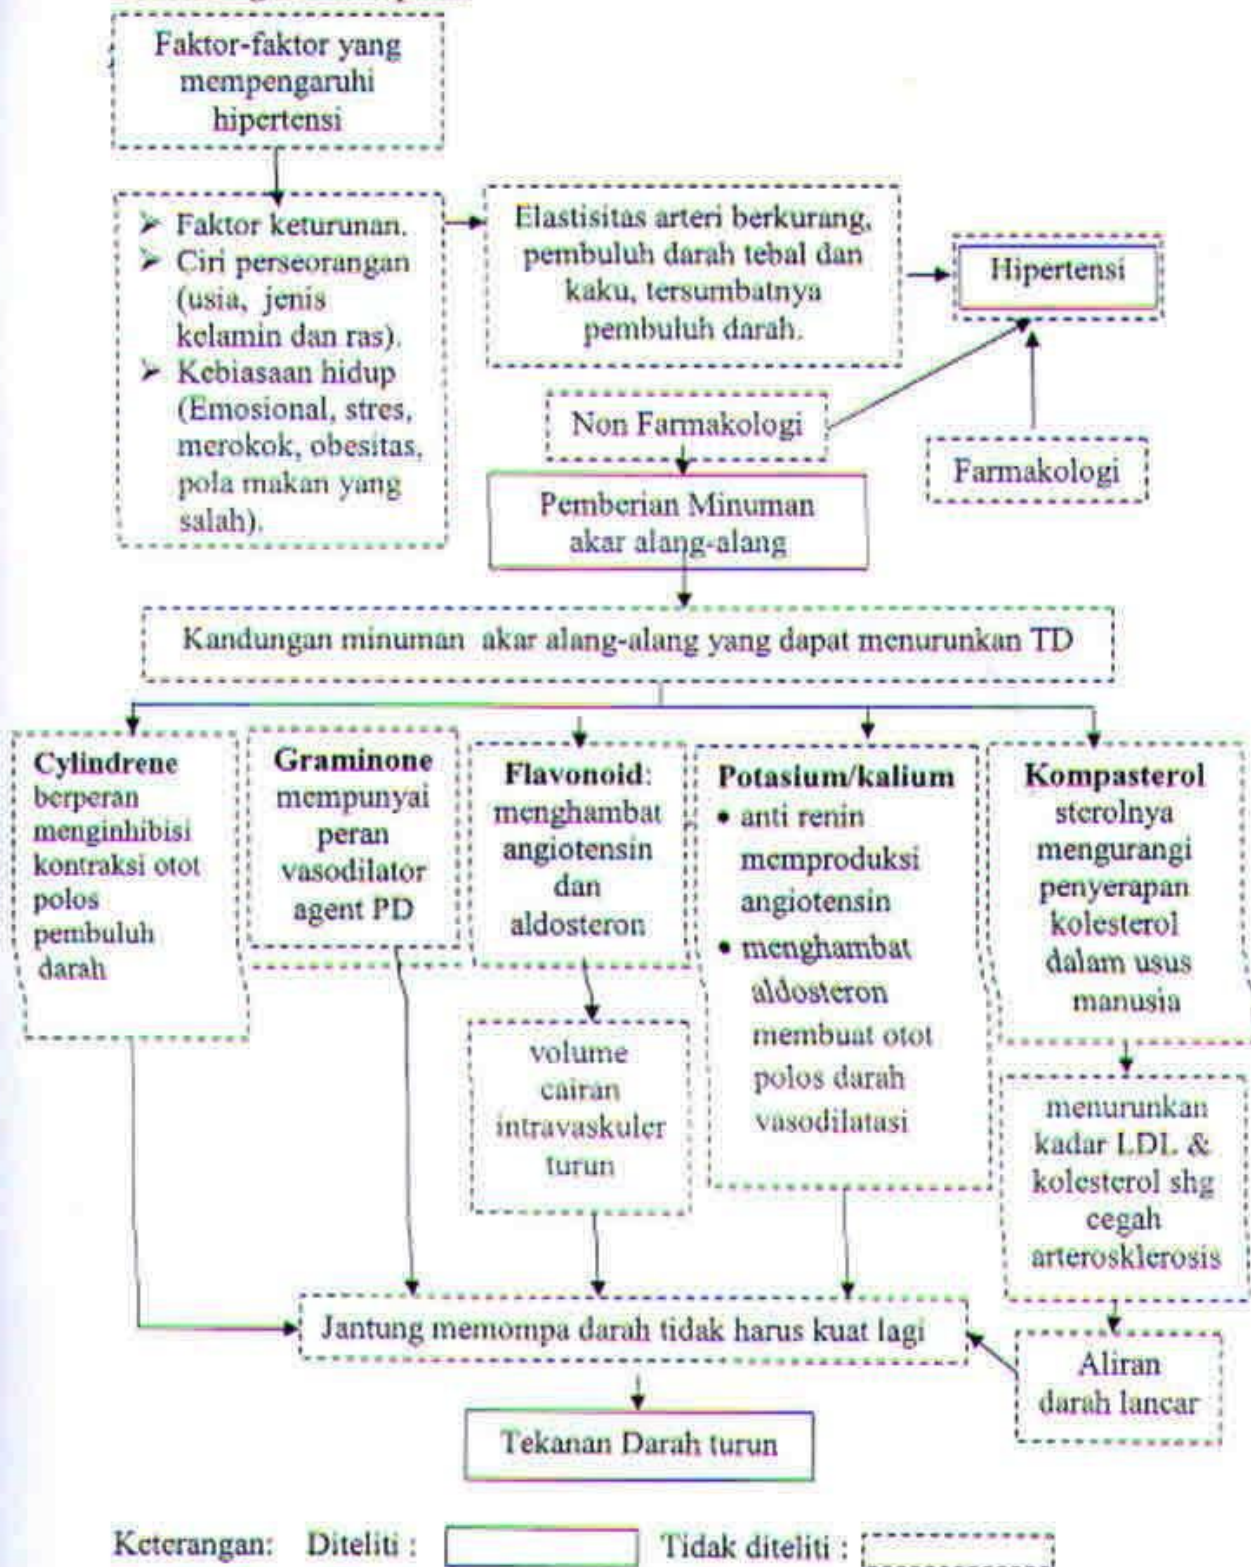 Faktor-faktor yang
mempengaruhi
hipertensi
➢ Faktor keturunan.
➢ Ciri perseorangan
(usia, jenis
kelamin dan ras).
➢ Kebiasaan hidup
(Emosional, stres,
merokok, obesitas,
pola makan yang
salah).
Elastisitas arteri berkurang,
pembuluh darah tebal dan
kaku, tersumbatnya
pembuluh darah.
Hipertensi
Non Farmakologi
Farmakologi
Pemberian Minuman
akar alang-alang
Kandungan minuman akar alang-alang yang dapat menurunkan TD
Cylindrene
berperan
menginhibisi
kontraksi otot
polos
pembuluh
darah
Graminone
mempunyai
peran
vasodilator
agent PD
Flavonoid:
menghambat
angiotensin
dan
aldosteron
volume
cairan
intravaskuler
turun
Potasium/kalium
• anti renin
memproduksi
angiotensin
• menghambat
aldosteron
membuat otot
polos darah
vasodilatasi
Kompasterol
sterolnya
mengurangi
penyerapan
kolesterol
dalam usus
manusia
menurunkan
kadar LDL &
kolesterol shg
cegah
arterosklerosis
Jantung memompa darah tidak harus kuat lagi
Aliran
darah lancar
Tekanan Darah turun
Keterangan: Diteliti : Tidak diteliti :